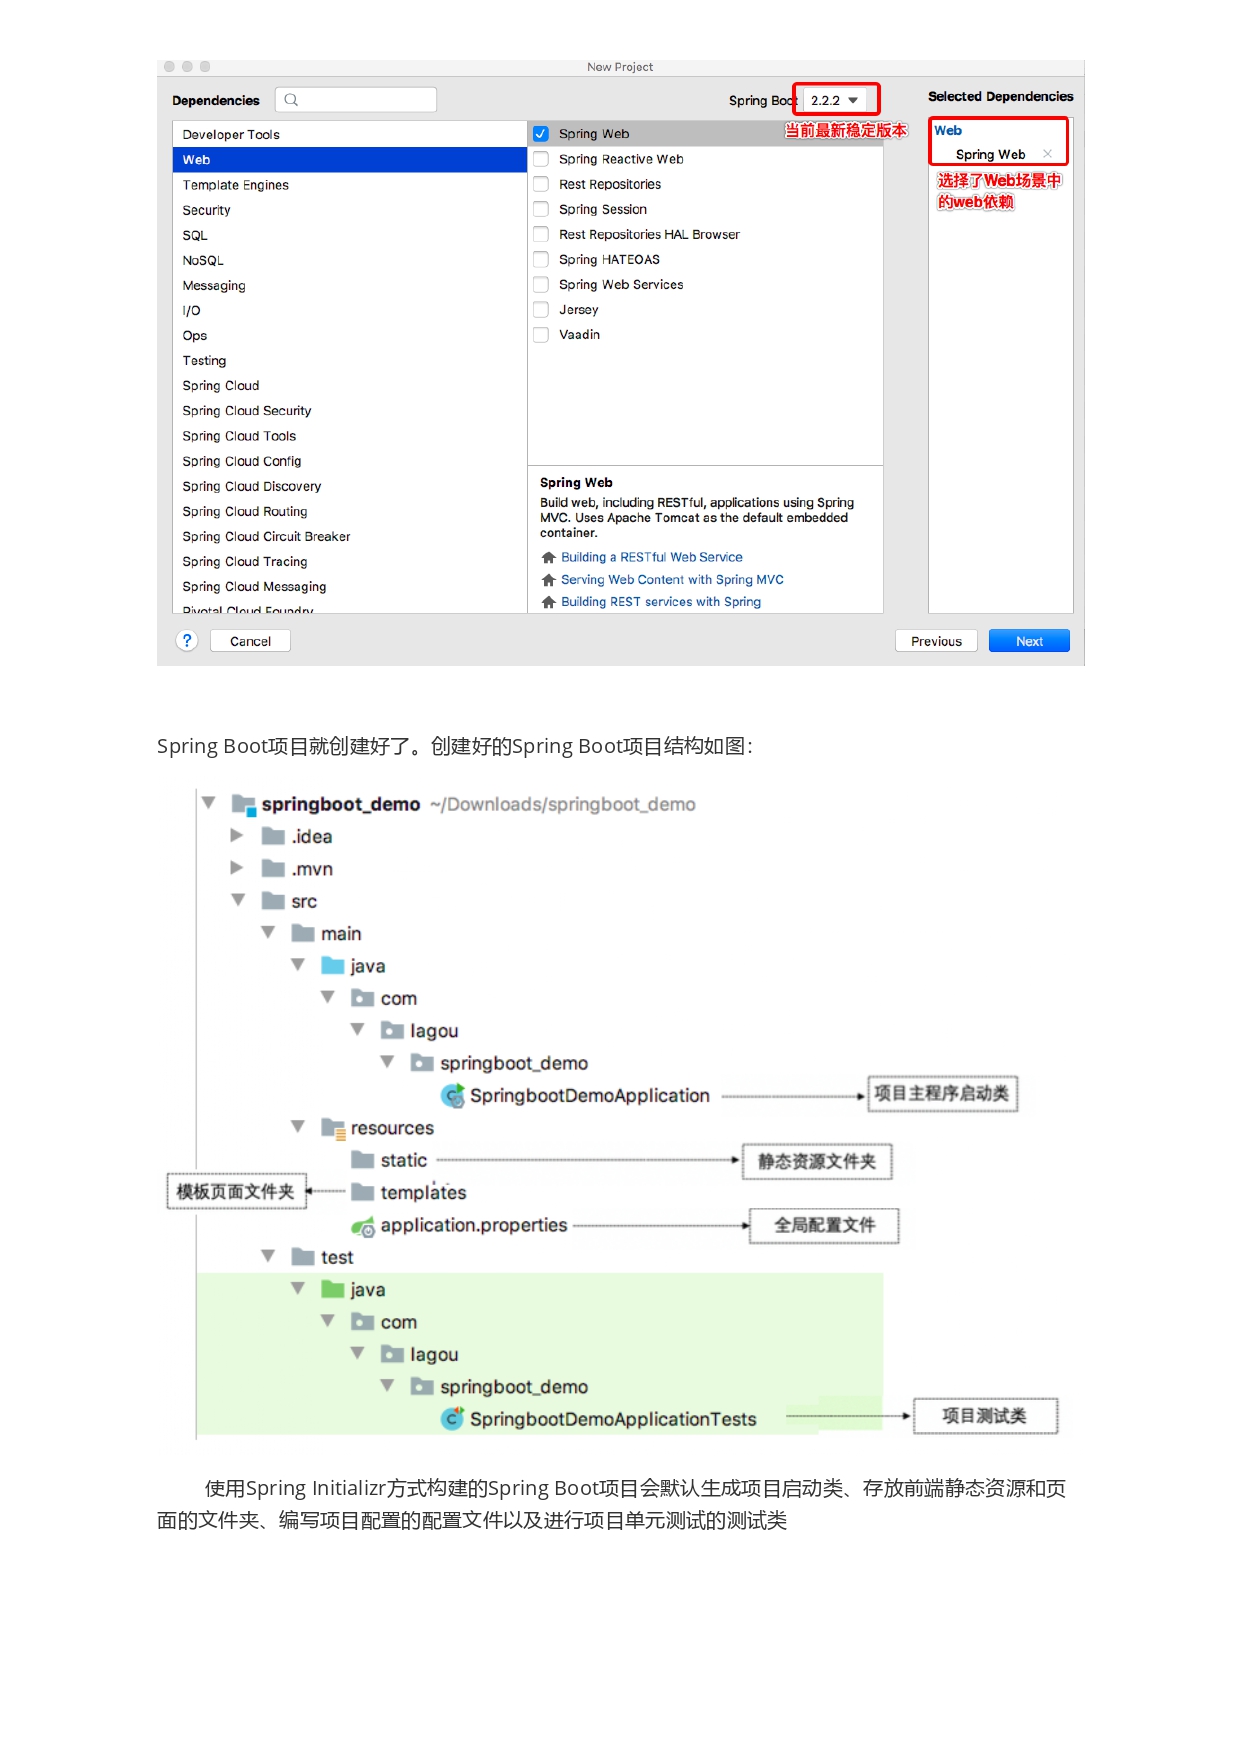 New Project
Dependencies
Spring Boot 2.2.2
当前最新稳定版本
Developer Tools
Web
Template Engines
Security
SQL
NoSQL
Messaging
I/O
Ops
Testing
Spring Cloud
Spring Cloud Security
Spring Cloud Tools
Spring Cloud Config
Spring Cloud Discovery
Spring Cloud Routing
Spring Cloud Circuit Breaker
Spring Cloud Tracing
Spring Cloud Messaging
Pivotal Cloud Foundry
Spring Web
Spring Reactive Web
Rest Repositories
Spring Session
Rest Repositories HAL Browser
Spring HATEOAS
Spring Web Services
Jersey
Vaadin
Spring Web
Build web, including RESTful, applications using Spring
MVC. Uses Apache Tomcat as the default embedded
container.
Building a RESTful Web Service
Serving Web Content with Spring MVC
Building REST services with Spring
Selected Dependencies
Web
Spring Web
选择了Web场景中
的web依赖
?
Cancel
Previous
Next
Spring Boot项目就创建好了。创建好的Spring Boot项目结构如图：
springboot_demo ~/Downloads/springboot_demo
.idea
.mvn
src
main
java
com
lagou
springboot_demo
SpringbootDemoApplication 项目主程序启动类
resources
static 静态资源文件夹
模板页面文件夹 templates
application.properties 全局配置文件
test
java
com
lagou
springboot_demo
SpringbootDemoApplicationTests 项目测试类
使用Spring Initializr方式构建的Spring Boot项目会默认生成项目启动类、存放前端静态资源和页
面的文件夹、编写项目配置的配置文件以及进行项目单元测试的测试类